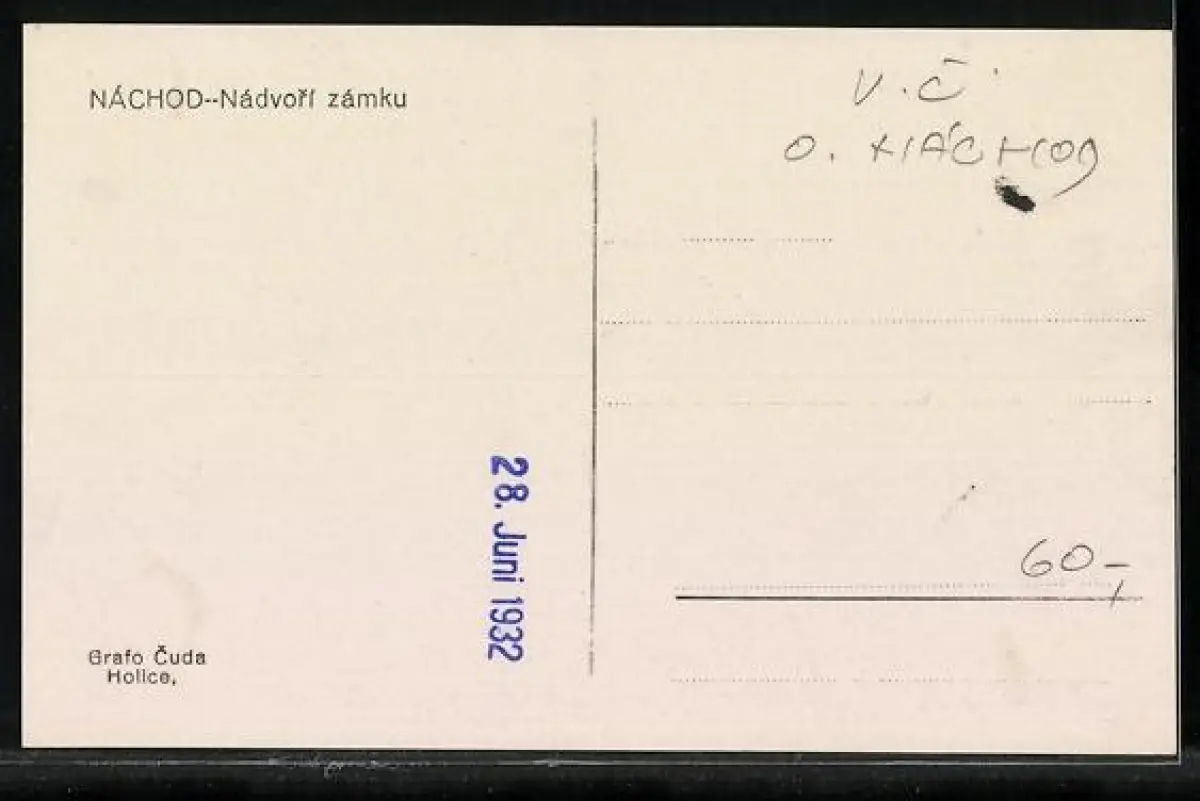 NÁCHOD--Nádvoří zámku
V.Č.
O. NÁCHOD
28. Juni 1932
60,-
Grafo Čuda
Holice,